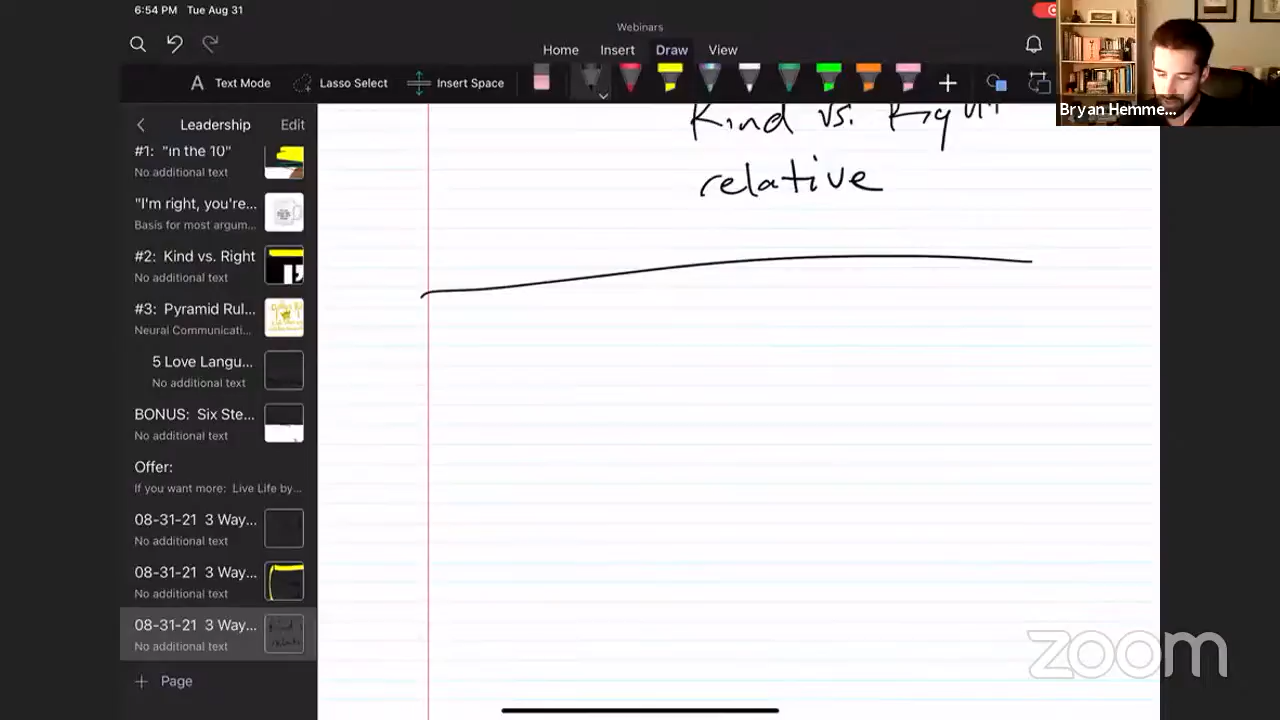 6:54 PM Tue Aug 31
Webinars
Home Insert Draw View
Text Mode Lasso Select Insert Space
Bryan Hemme...
Leadership Edit
#1: "in the 10"
No additional text
"I'm right, you're...
Basis for most argum...
#2: Kind vs. Right
No additional text
#3: Pyramid Rul...
Neural Communicati...
5 Love Langu...
No additional text
BONUS: Six Ste...
No additional text
Offer:
If you want more: Live Life by...
08-31-21 3 Way...
No additional text
08-31-21 3 Way...
No additional text
08-31-21 3 Way...
No additional text
+ Page
Kind vs. Right
relative
zoom